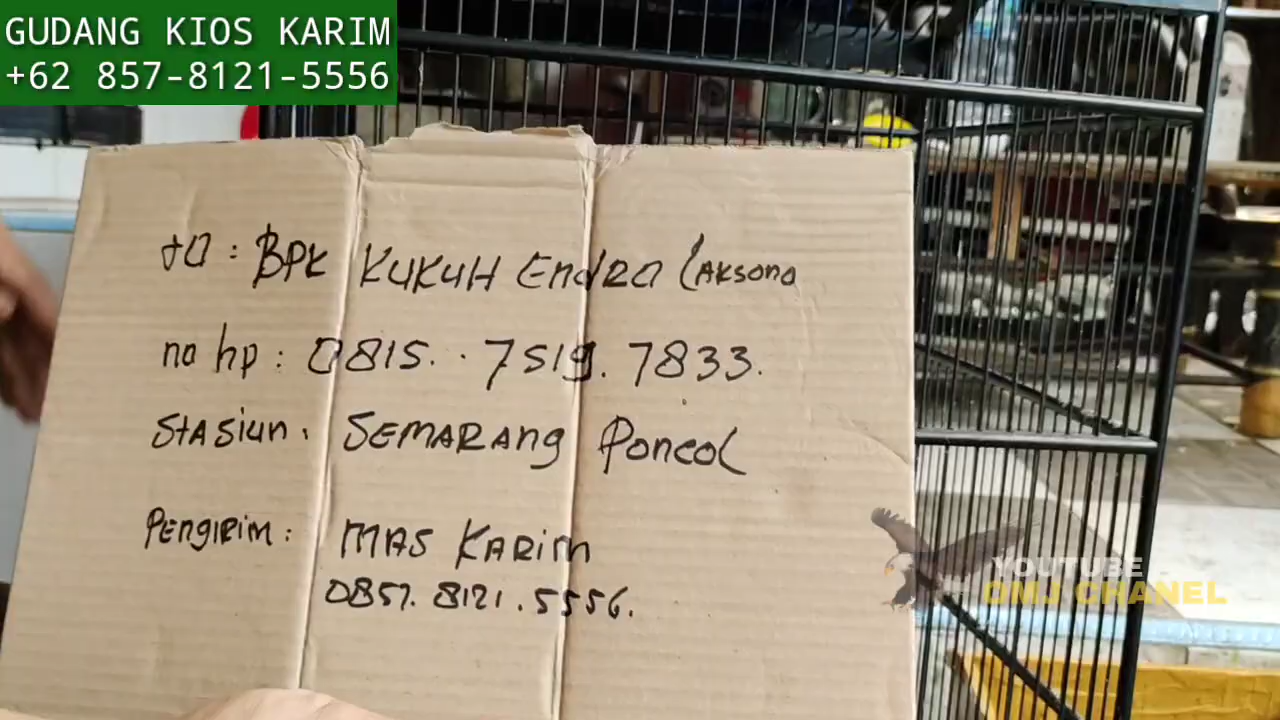 GUDANG KIOS KARIM
+62 857-8121-5556
to : BPK KUKUH Endra Laksono
no hp : 0815. . 7519. 7833.
StASiun. SEMARAng PoncoL
PEngiRim : MAS KARim
0857. 8121. 5556.
YOUTUBE
OMJ CHANEL